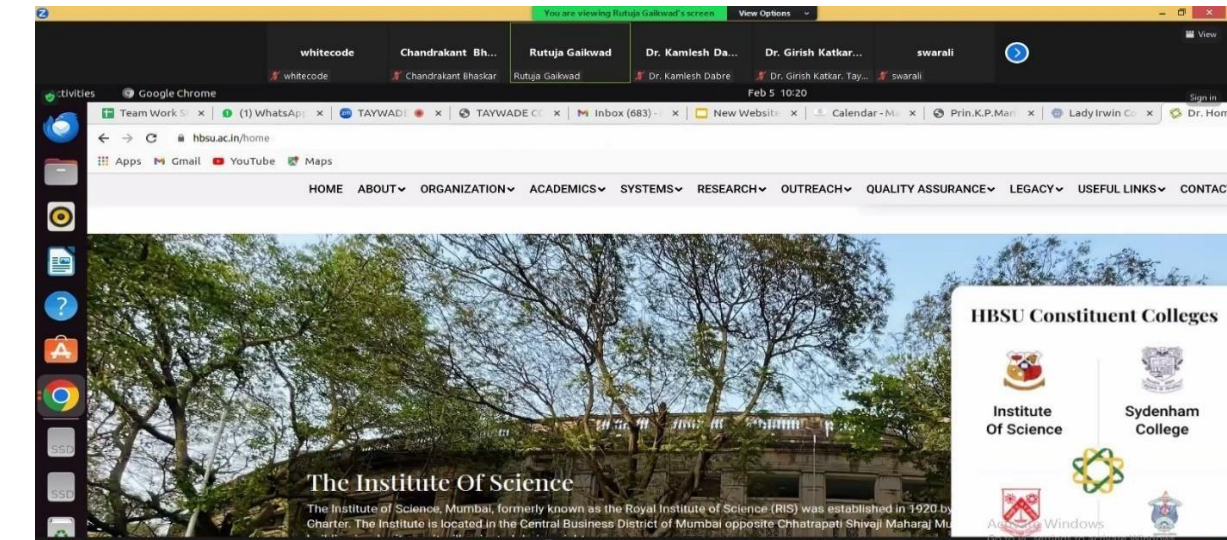 You are viewing Rutuja Gaikwad's screen View Options
View
whitecode Chandrakant Bh... Rutuja Gaikwad Dr. Kamlesh Da... Dr. Girish Katkar... swarali
whitecode Chandrakant Bhaskar Rutuja Gaikwad Dr. Kamlesh Dabre Dr. Girish Katkar. Tay... swarali
ctivities Google Chrome Feb 5 10:20 Sign in
Team Work S (1) WhatsAp TAYWAD TAYWADE C Inbox (683) - New Websit Calendar - M Prin.K.P.Man Lady Irwin Co Dr. Hom
hbsu.ac.in/home
Apps Gmail YouTube Maps
HOME ABOUT ORGANIZATION ACADEMICS SYSTEMS RESEARCH OUTREACH QUALITY ASSURANCE LEGACY USEFUL LINKS CONTAC
HBSU Constituent Colleges
Institute Of Science
Sydenham College
SSD
SSD
The Institute Of Science
The Institute of Science, Mumbai, formerly known as the Royal Institute of Science (RIS) was established in 1920 by
Charter. The Institute is located in the Central Business District of Mumbai opposite Chhatrapati Shivaji Maharaj Mu
Activate Windows